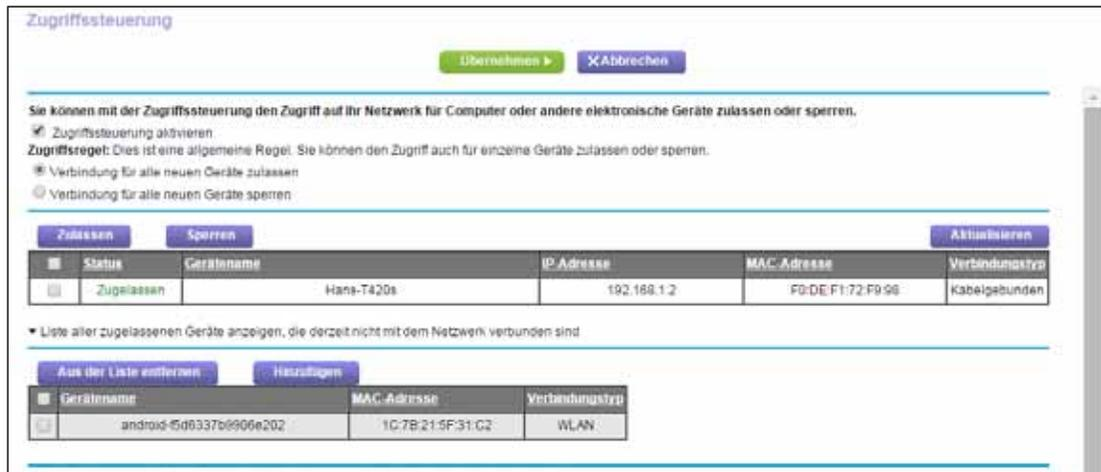 Zugriffssteuerung
Übernehmen ▶ X Abbrechen
Sie können mit der Zugriffssteuerung den Zugriff auf Ihr Netzwerk für Computer oder andere elektronische Geräte zulassen oder sperren.
Zugriffssteuerung aktivieren
Zugriffsregel: Dies ist eine allgemeine Regel. Sie können den Zugriff auch für einzelne Geräte zulassen oder sperren.
Verbindung für alle neuen Geräte zulassen
Verbindung für alle neuen Geräte sperren
Zulassen Sperren Aktualisieren
Status Gerätename IP-Adresse MAC-Adresse Verbindungstyp
Zugelassen Hans-T420s 192.168.1.2 F0:DE:F1:72:F9:96 Kabelgebunden
Liste aller zugelassenen Geräte anzeigen, die derzeit nicht mit dem Netzwerk verbunden sind
Aus der Liste entfernen Hinzufügen
Gerätename MAC-Adresse Verbindungstyp
android-f5d6337b9906e202 1C:7B:21:5F:31:C2 WLAN